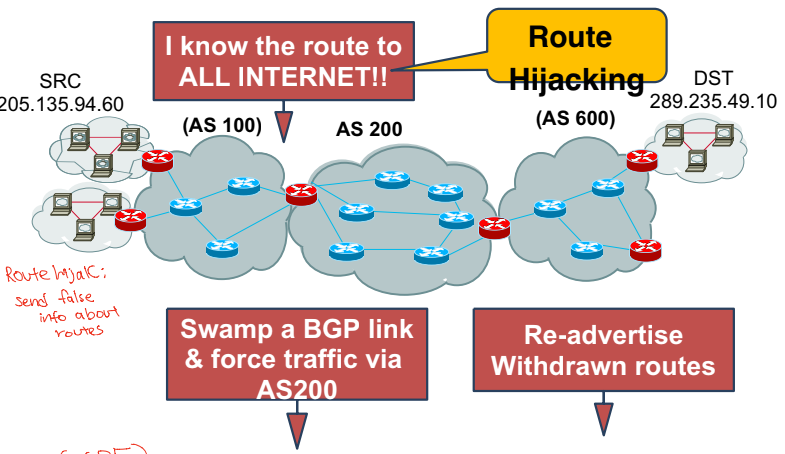 I know the route to
ALL INTERNET!!
Route
Hijacking
SRC
205.135.94.60
DST
289.235.49.10
(AS 100)
AS 200
(AS 600)
Route hijak:
send false
info about
routes
Swamp a BGP link
& force traffic via
AS200
Re-advertise
Withdrawn routes